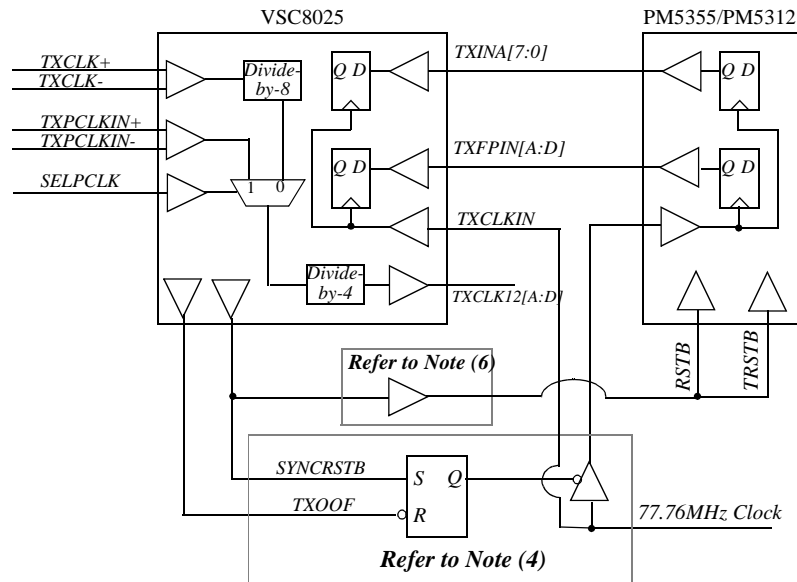 VSC8025
PM5355/PM5312
TXCLK+
TXCLK-
Divide-
by-8
Q D
TXINA[7:0]
Q D
TXPCLKIN+
TXPCLKIN-
SELPCLK
1 0
Q D
TXFPIN[A:D]
Q D
TXCLKIN
Divide-
by-4
TXCLK12[A:D]
Refer to Note (6)
RSTB
TRSTB
SYNCRSTB
S Q
TXOOF
R
77.76MHz Clock
Refer to Note (4)